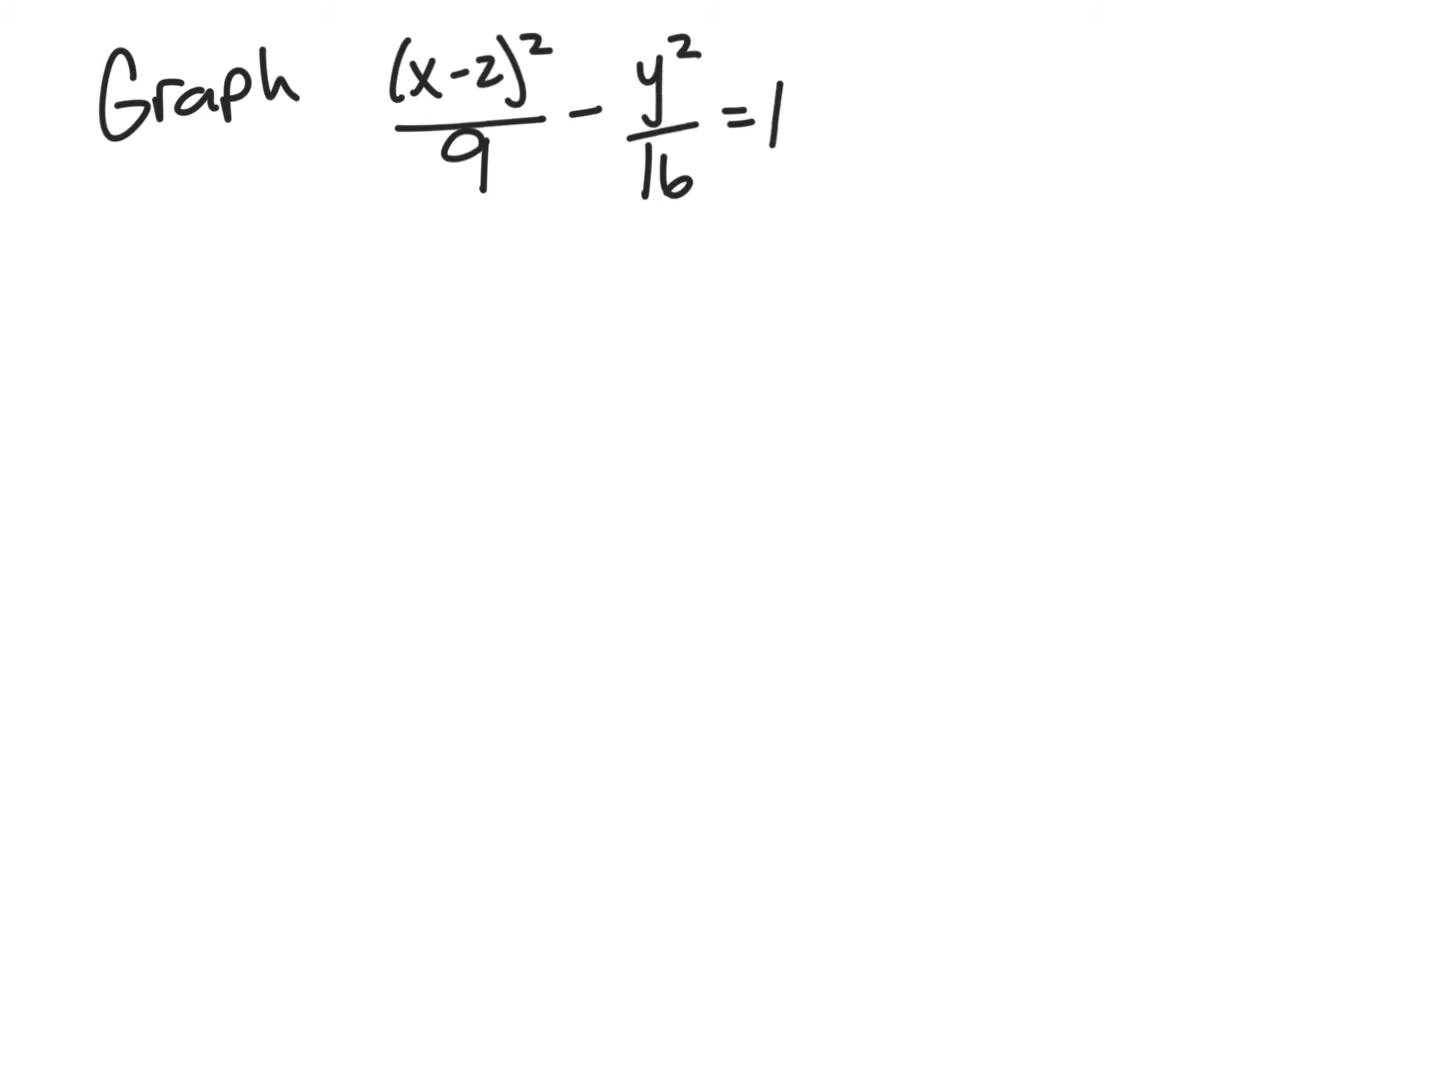 Graph (x-2)²/9 - y²/16 = 1